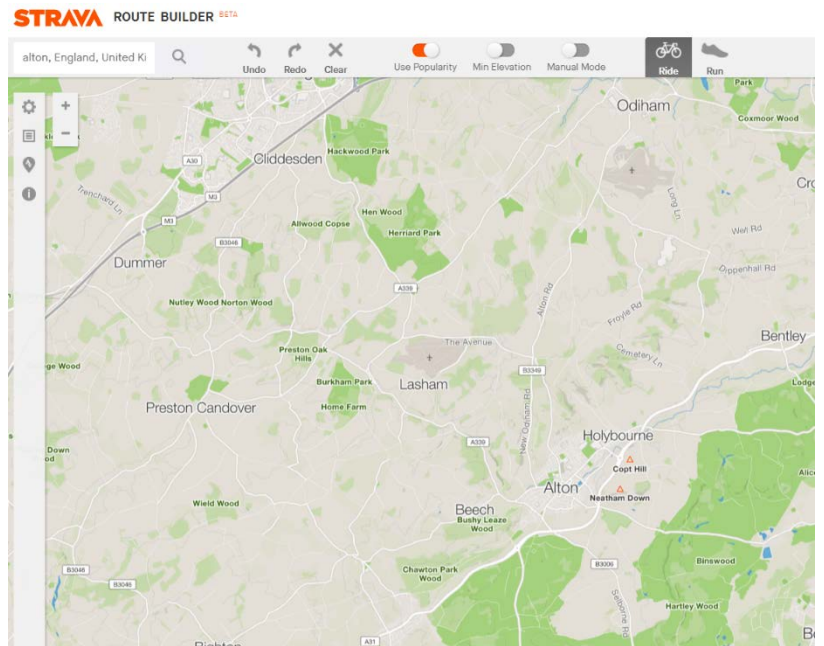 STRAVA ROUTE BUILDER BETA
alton, England, United Ki
Undo
Redo
Clear
Use Popularity
Min Elevation
Manual Mode
Ride
Run
+
−
Park
Odiham
Coxmoor Wood
Hackwood Park
A30
Cliddesden
Trenchard Ln
M3
Long Ln
Hen Wood
M3
Allwood Copse
Herriard Park
Well Rd
B3046
Dummer
Dippenhall Rd
A339
Alton Rd
Nutley Wood
Norton Wood
Froyle Rd
Bentley
The Avenue
Preston Oak
Hills
Cemetery Ln
ge Wood
B3349
Burkham Park
Lasham
Lodge
Preston Candover
Home Farm
New Odiham Rd
Holybourne
Down
A339
Copt Hill
Alice
Alton
Neatham Down
Wield Wood
Beech
Bushy Leaze
Wood
B3046
B3046
Chawton Park
Wood
B3006
Binswood
Selborne Rd
Hartley Wood
A31